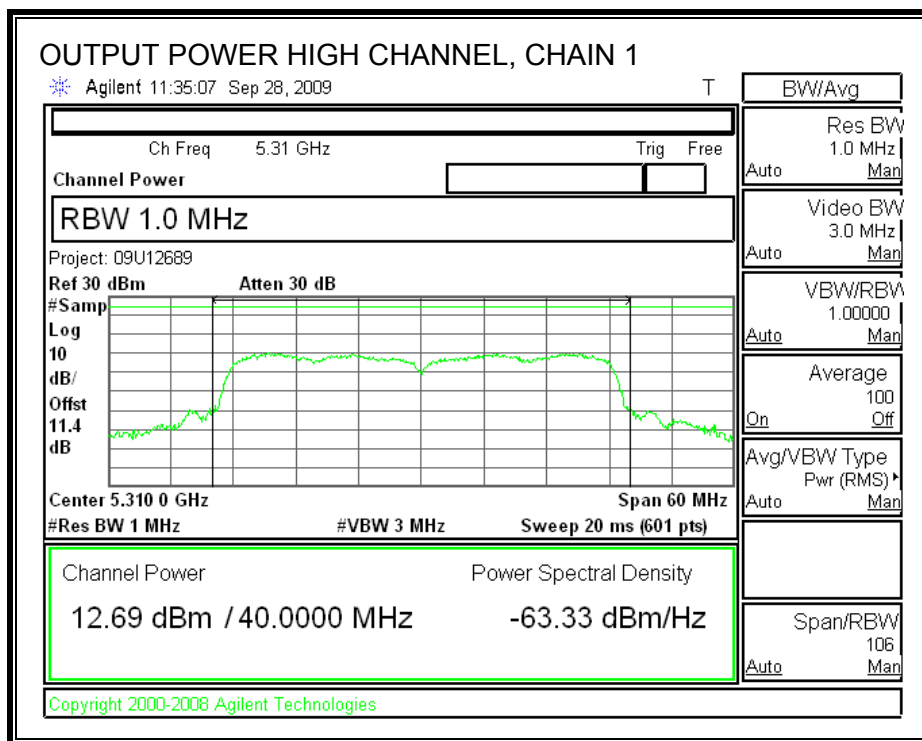 OUTPUT POWER HIGH CHANNEL, CHAIN 1
Agilent 11:35:07 Sep 28, 2009 T
Ch Freq 5.31 GHz Trig Free
Channel Power
RBW 1.0 MHz
Project: 09U12689
Ref 30 dBm Atten 30 dB
#Samp
Log
10
dB/
Offst
11.4
dB
Center 5.310 0 GHz Span 60 MHz
#Res BW 1 MHz #VBW 3 MHz Sweep 20 ms (601 pts)
Channel Power Power Spectral Density
12.69 dBm / 40.0000 MHz -63.33 dBm/Hz
Copyright 2000-2008 Agilent Technologies
BW/Avg
Res BW
1.0 MHz
Auto Man
Video BW
3.0 MHz
Auto Man
VBW/RBW
1.00000
Auto Man
Average
100
On Off
Avg/VBW Type
Pwr (RMS)
Auto Man
Span/RBW
106
Auto Man